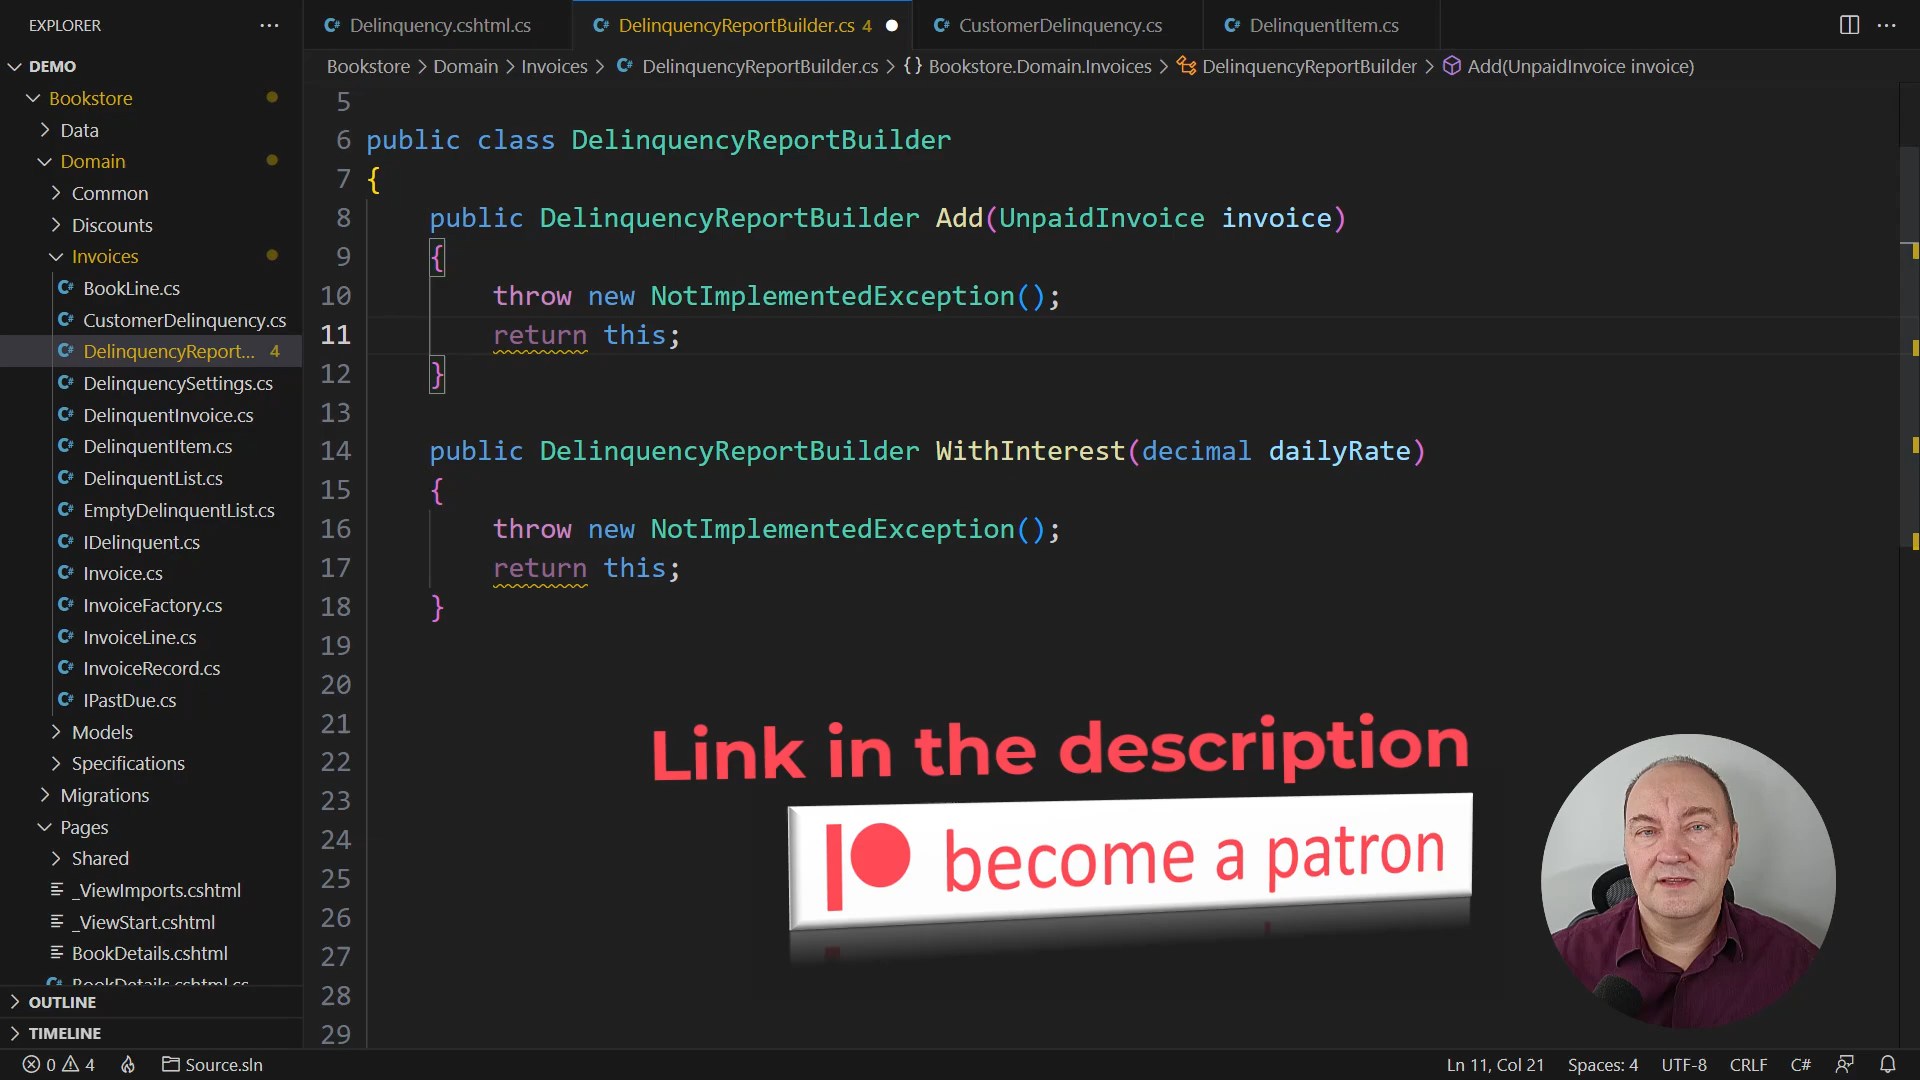 EXPLORER
DEMO
Bookstore
Data
Domain
Common
Discounts
Invoices
BookLine.cs
CustomerDelinquency.cs
DelinquencyReport... 4
DelinquencySettings.cs
DelinquentInvoice.cs
DelinquentItem.cs
DelinquentList.cs
EmptyDelinquentList.cs
IDelinquent.cs
Invoice.cs
InvoiceFactory.cs
InvoiceLine.cs
InvoiceRecord.cs
IPastDue.cs
Models
Specifications
Migrations
Pages
Shared
_ViewImports.cshtml
_ViewStart.cshtml
BookDetails.cshtml
BookDetails.cshtml.cs
OUTLINE
TIMELINE
Delinquency.cshtml.cs
DelinquencyReportBuilder.cs 4
CustomerDelinquency.cs
DelinquentItem.cs
Bookstore > Domain > Invoices > DelinquencyReportBuilder.cs > {} Bookstore.Domain.Invoices > DelinquencyReportBuilder > Add(UnpaidInvoice invoice)
5
6 public class DelinquencyReportBuilder
7 {
8 public DelinquencyReportBuilder Add(UnpaidInvoice invoice)
9 {
10 throw new NotImplementedException();
11 return this;
12 }
13
14 public DelinquencyReportBuilder WithInterest(decimal dailyRate)
15 {
16 throw new NotImplementedException();
17 return this;
18 }
19
20
21
22
23
24
25
26
27
28
29
Link in the description
become a patron
0 4 Source.sln
Ln 11, Col 21 Spaces: 4 UTF-8 CRLF C#